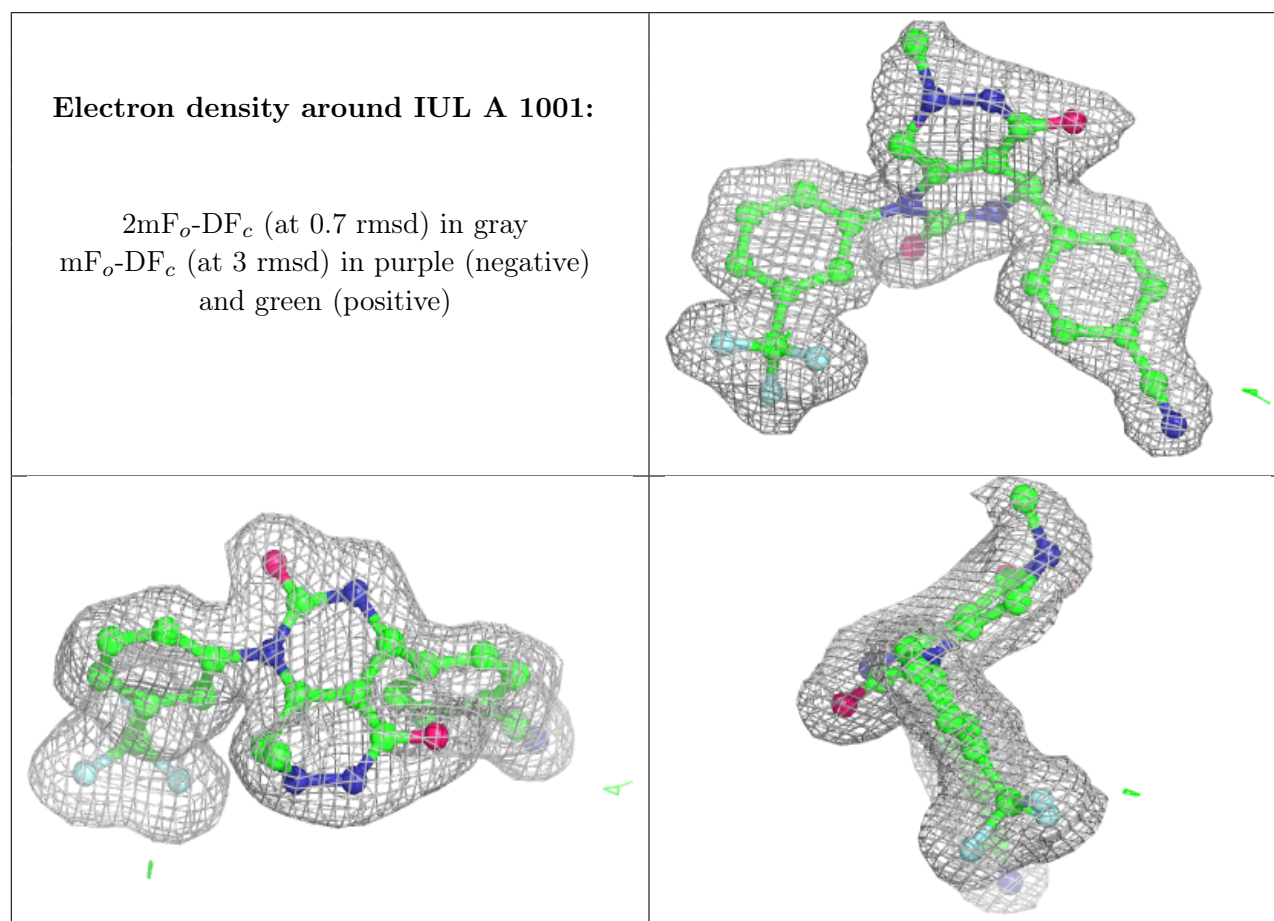 Electron density around IUL A 1001:
2mFo-DFc (at 0.7 rmsd) in gray
mFo-DFc (at 3 rmsd) in purple (negative)
and green (positive)